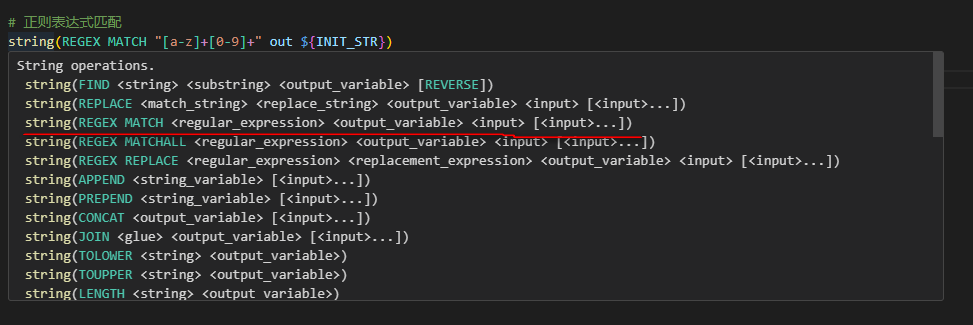 # 正则表达式匹配
string(REGEX MATCH "[a-z]+[0-9]+" out ${INIT_STR})
String operations.
string(FIND <string> <substring> <output_variable> [REVERSE])
string(REPLACE <match_string> <replace_string> <output_variable> <input> [<input>...])
string(REGEX MATCH <regular_expression> <output_variable> <input> [<input>...])
string(REGEX MATCHALL <regular_expression> <output_variable> <input> [<input>...])
string(REGEX REPLACE <regular_expression> <replacement_expression> <output_variable> <input> [<input>...])
string(APPEND <string_variable> [<input>...])
string(PREPEND <string_variable> [<input>...])
string(CONCAT <output_variable> [<input>...])
string(JOIN <glue> <output_variable> [<input>...])
string(TOLOWER <string> <output_variable>)
string(TOUPPER <string> <output_variable>)
string(LENGTH <string> <output_variable>)